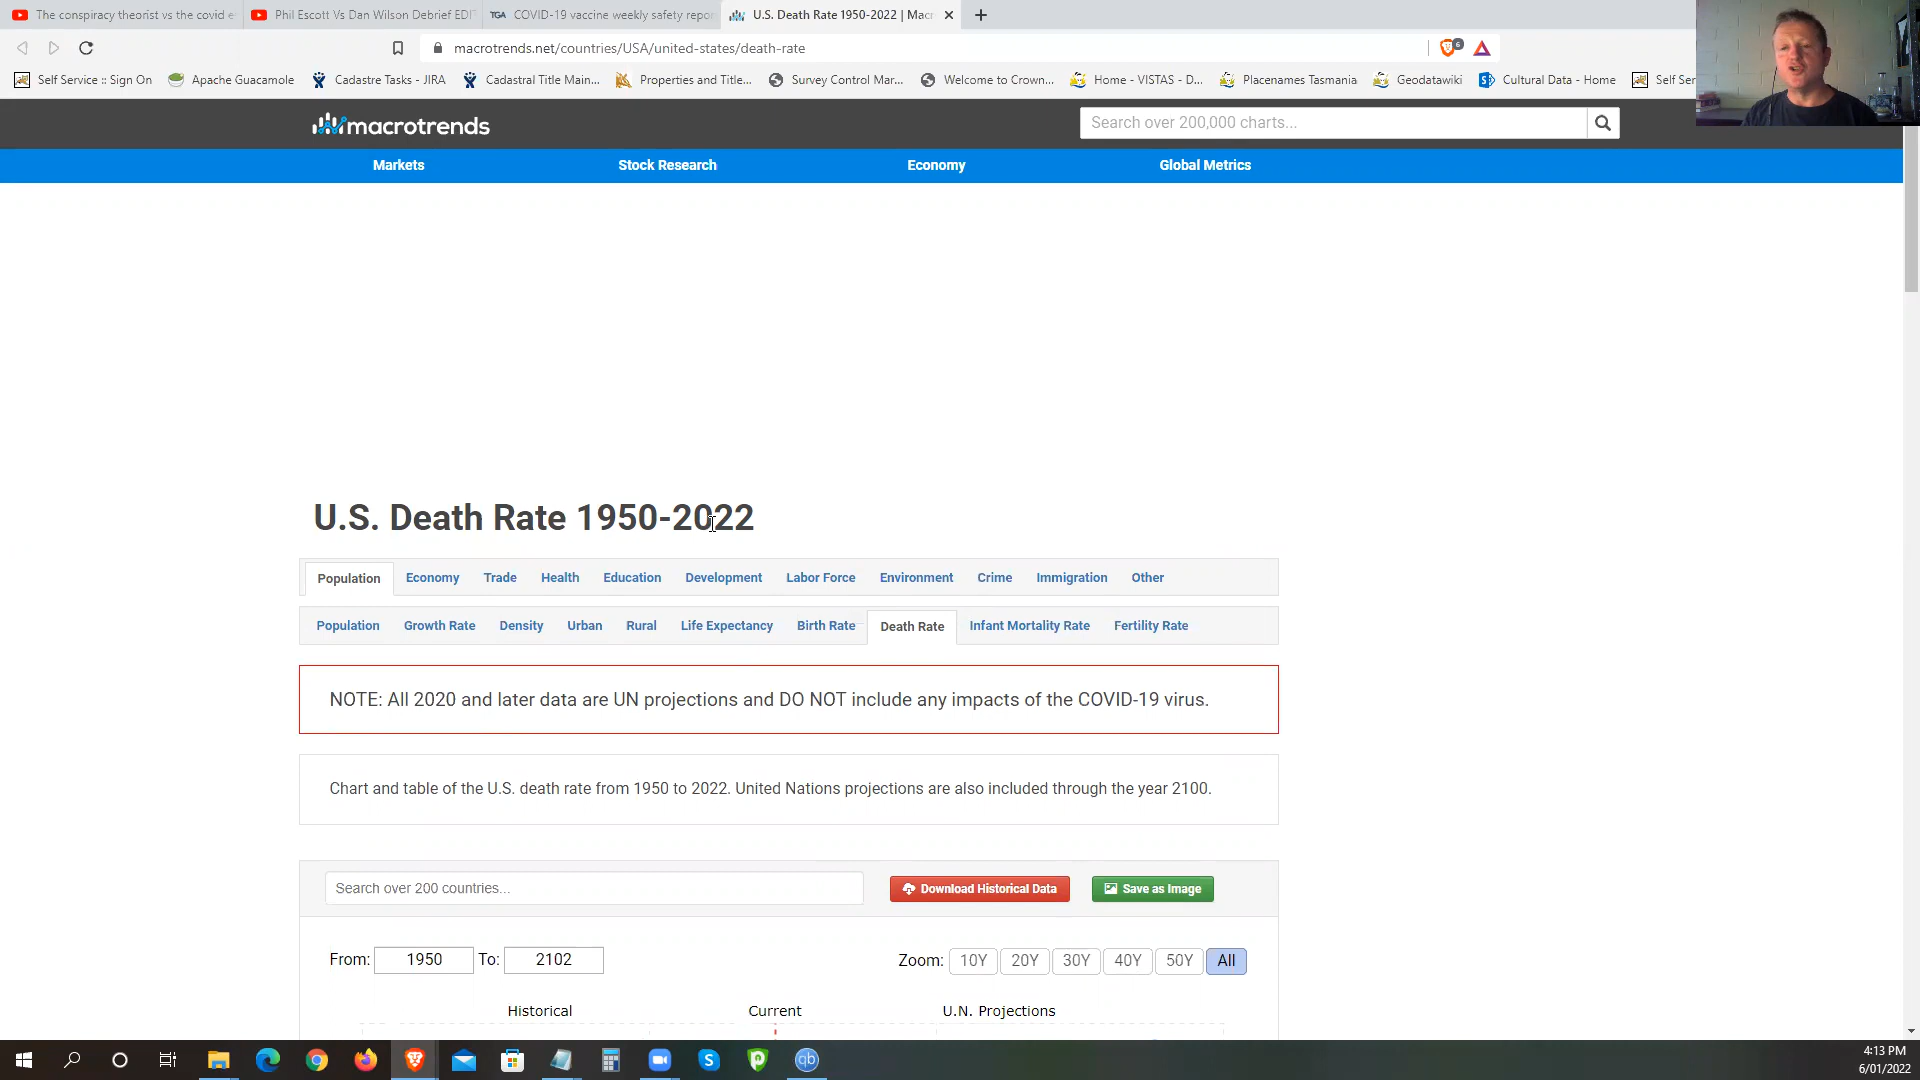 The conspiracy theorist vs the covid e
Phil Escott Vs Dan Wilson Debrief EDI
TGA COVID-19 vaccine weekly safety repor
U.S. Death Rate 1950-2022 | Mac
macrotrends.net/countries/USA/united-states/death-rate
6
Self Service :: Sign On
Apache Guacamole
Cadastre Tasks - JIRA
Cadastral Title Main...
Properties and Title...
Survey Control Mar...
Welcome to Crown...
Home - VISTAS - D...
Placenames Tasmania
Geodatawiki
Cultural Data - Home
Self Ser
macrotrends
Search over 200,000 charts...
Markets
Stock Research
Economy
Global Metrics
U.S. Death Rate 1950-2022
Population Economy Trade Health Education Development Labor Force Environment Crime Immigration Other
Population Growth Rate Density Urban Rural Life Expectancy Birth Rate Death Rate Infant Mortality Rate Fertility Rate
NOTE: All 2020 and later data are UN projections and DO NOT include any impacts of the COVID-19 virus.
Chart and table of the U.S. death rate from 1950 to 2022. United Nations projections are also included through the year 2100.
Search over 200 countries...
Download Historical Data
Save as Image
From: 1950 To: 2102
Zoom: 10Y 20Y 30Y 40Y 50Y All
Historical
Current
U.N. Projections
S
qb
4:13 PM
6/01/2022